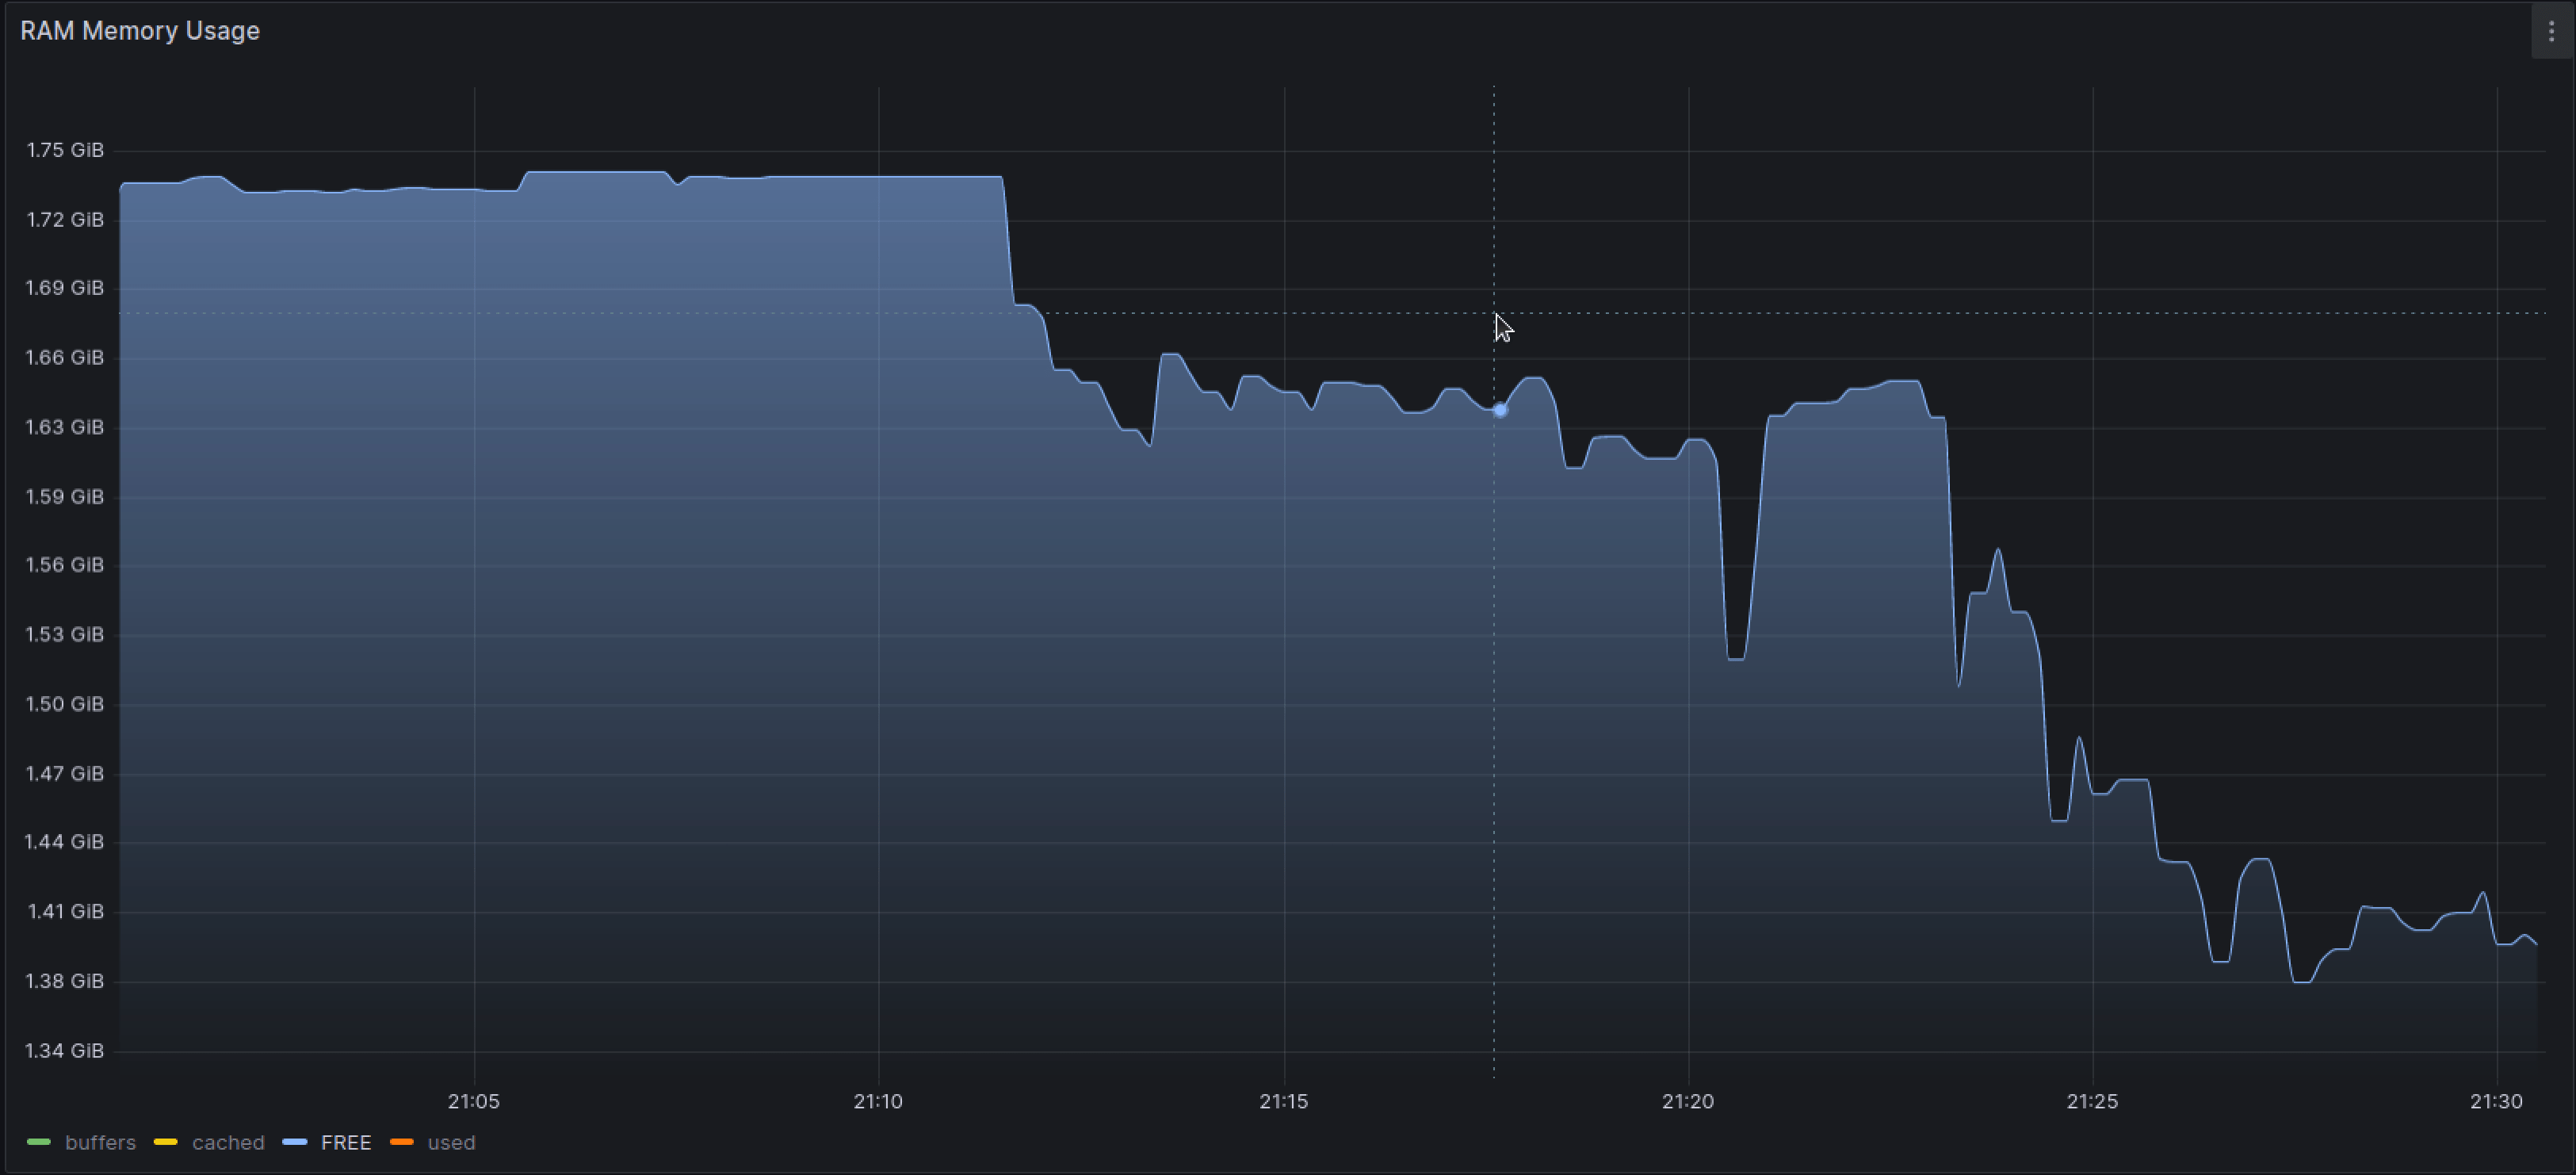 RAM Memory Usage
1.75 GiB
1.72 GiB
1.69 GiB
1.66 GiB
1.63 GiB
1.59 GiB
1.56 GiB
1.53 GiB
1.50 GiB
1.47 GiB
1.44 GiB
1.41 GiB
1.38 GiB
1.34 GiB
21:05 21:10 21:15 21:20 21:25 21:30
buffers cached FREE used